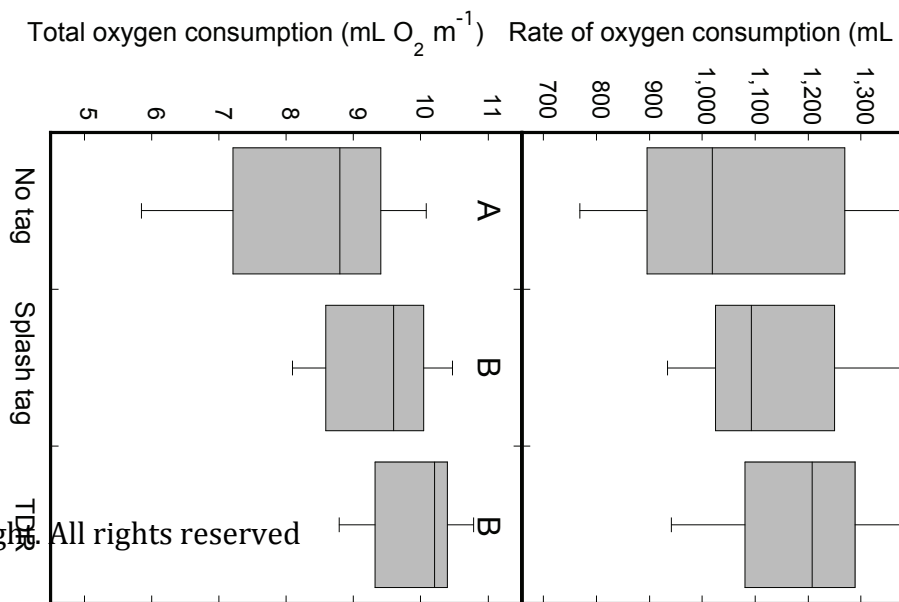 Total oxygen consumption (mL O₂ m⁻¹)
Rate of oxygen consumption (mL
5
6
7
8
9
10
11
700
800
900
1,000
1,100
1,200
1,300
A
B
B
No tag
Splash tag
TDR
All rights reserved